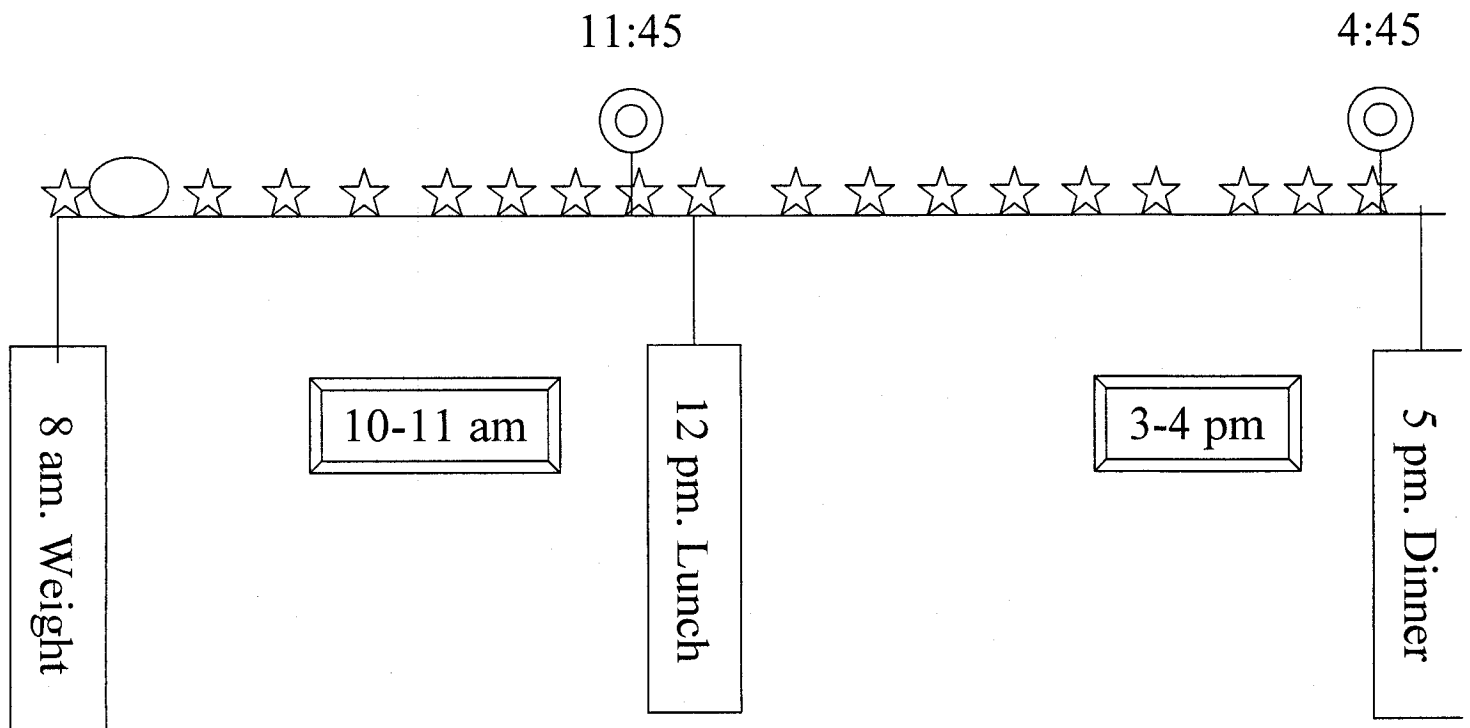 11:45
4:45
10-11 am
3-4 pm
8 am. Weight
12 pm. Lunch
5 pm. Dinner